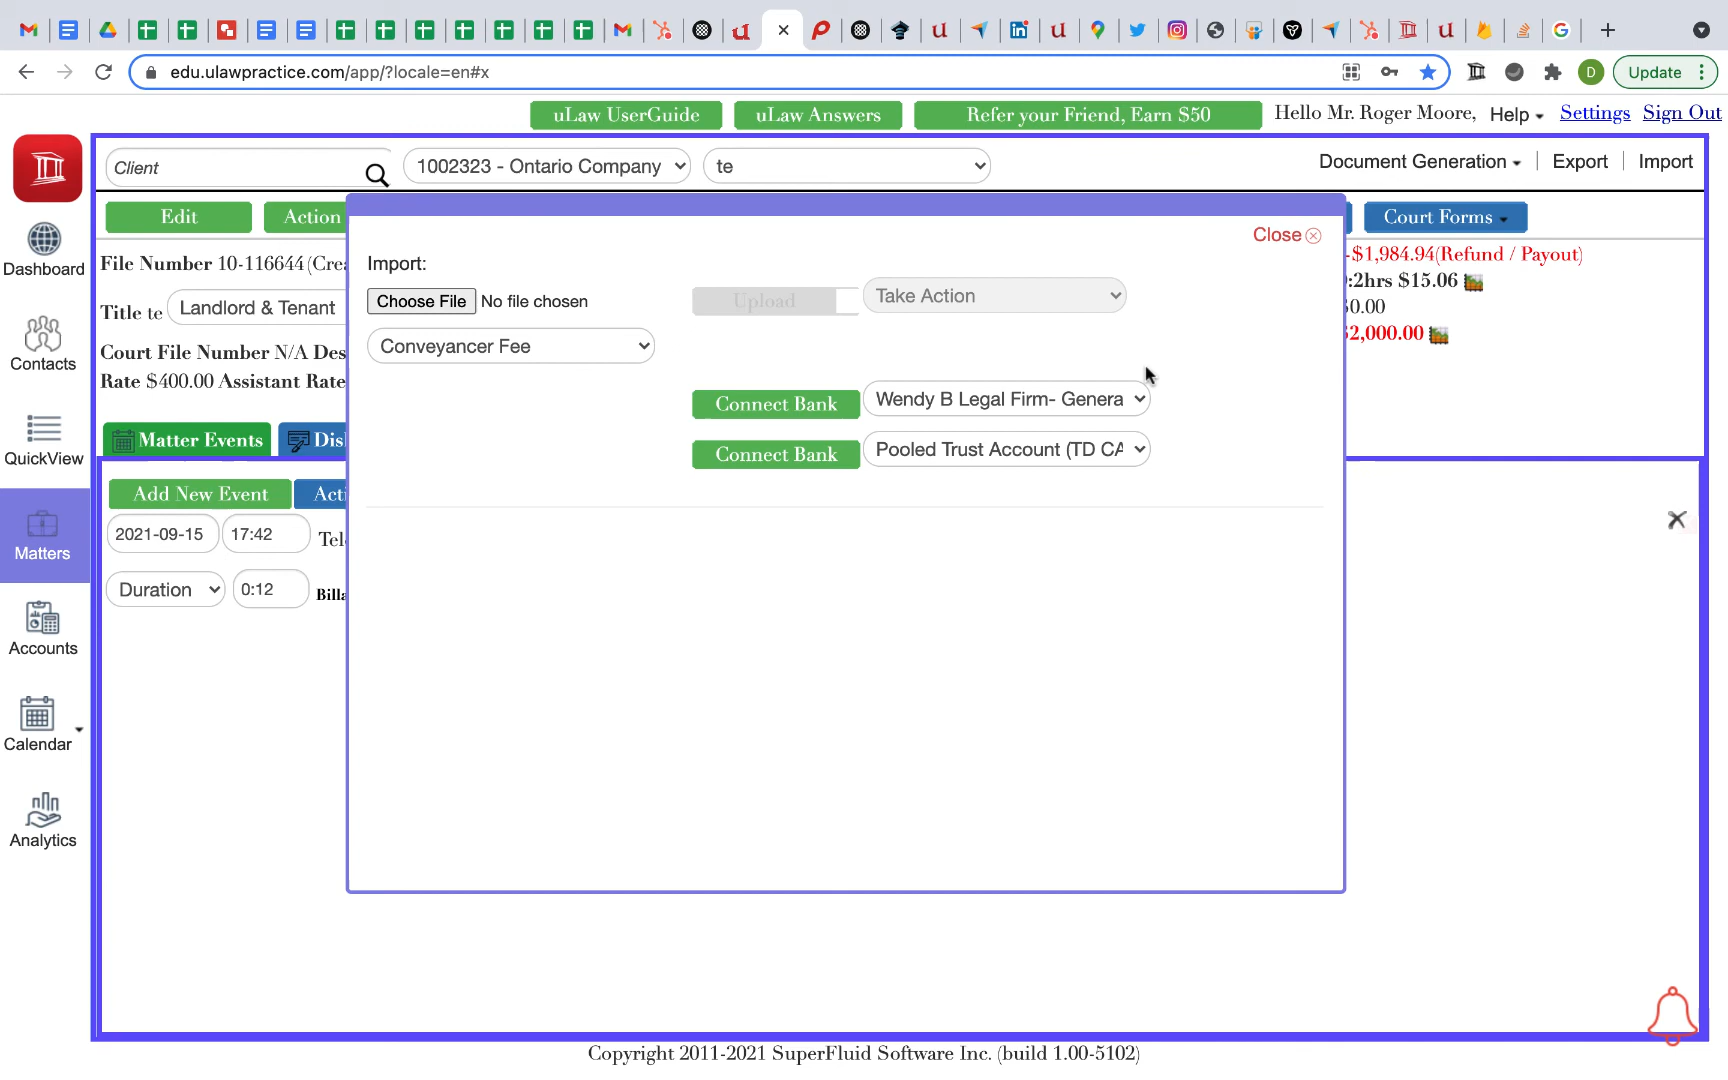 edu.ulawpractice.com/app/?locale=en#x
D
Update
uLaw UserGuide
uLaw Answers
Refer your Friend, Earn $50
Hello Mr. Roger Moore,
Help
Settings
Sign Out
Client
1002323 - Ontario Company
te
Document Generation
Export
Import
Edit
Action
Court Forms
Close
File Number 10-116644(Crea
Import:
-$1,984.94(Refund / Payout)
:2hrs $15.06
Choose File No file chosen
Upload
Take Action
Title te
Landlord & Tenant
$2,000.00
Conveyancer Fee
Court File Number N/A Des
Rate $400.00 Assistant Rate
Connect Bank
Wendy B Legal Firm- Genera
Connect Bank
Pooled Trust Account (TD CA
Matter Events
Dis
Add New Event
Acti
2021-09-15
17:42
Tele
Duration
0:12
Billa
Dashboard
Contacts
QuickView
Matters
Accounts
Calendar
Analytics
Copyright 2011-2021 SuperFluid Software Inc. (build 1.00-5102)